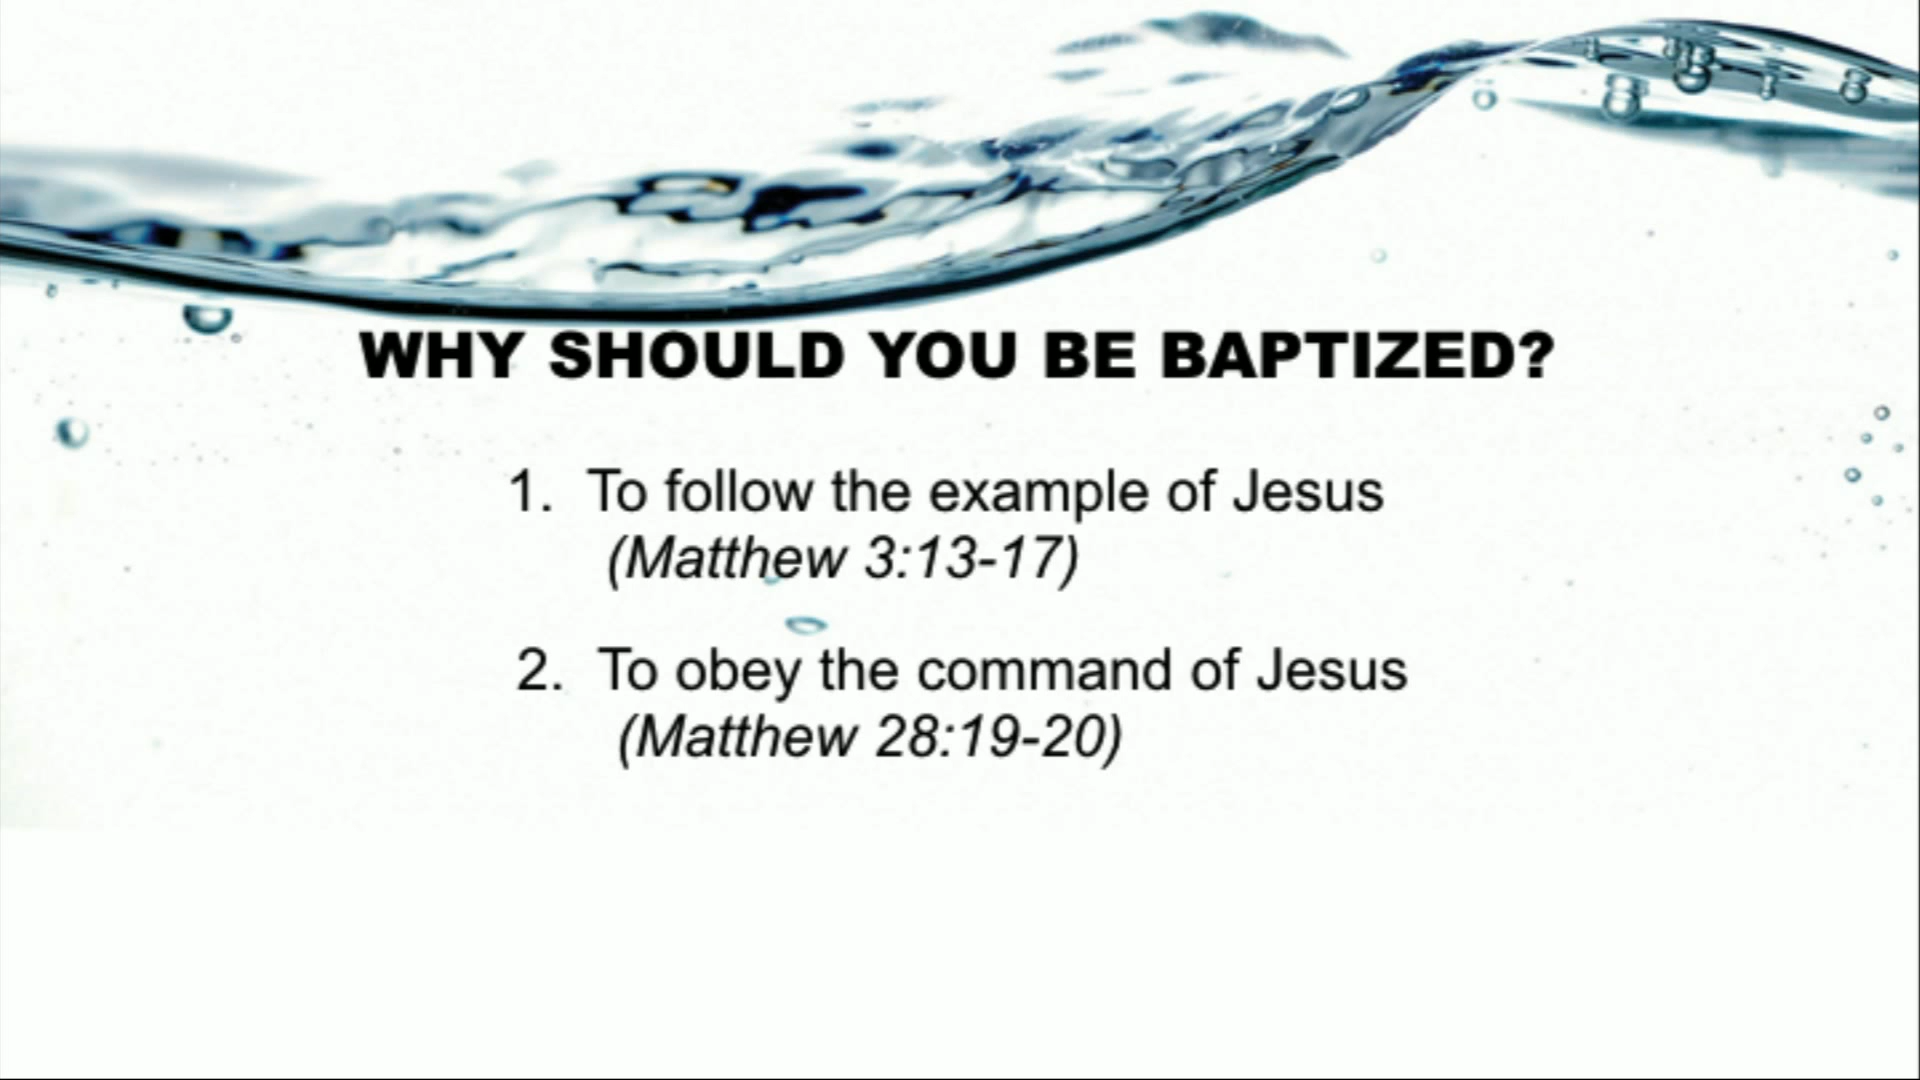 WHY SHOULD YOU BE BAPTIZED?
1. To follow the example of Jesus
(Matthew 3:13-17)
2. To obey the command of Jesus
(Matthew 28:19-20)